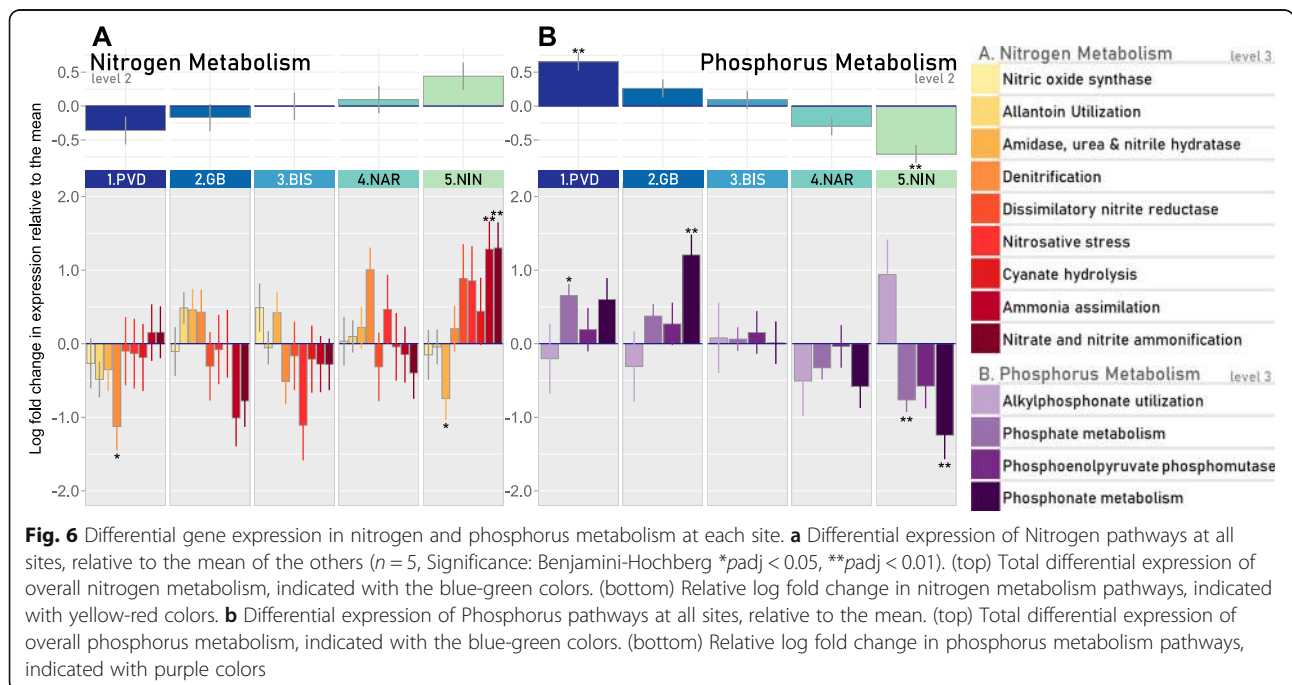 A
B
Nitrogen Metabolism
level 2
Phosphorus Metabolism
level 2
**
**
0.5
0.0
-0.5
Log fold change in expression relative to the mean
1.PVD 2.GB 3.BIS 4.NAR 5.NIN
1.PVD 2.GB 3.BIS 4.NAR 5.NIN
2.0
1.0
0.0
-1.0
-2.0
*
*
** **
2.0
1.0
0.0
-1.0
-2.0
*
**
**
**
A. Nitrogen Metabolism level 3
Nitric oxide synthase
Allantoin Utilization
Amidase, urea & nitrile hydratase
Denitrification
Dissimilatory nitrite reductase
Nitrosative stress
Cyanate hydrolysis
Ammonia assimilation
Nitrate and nitrite ammonification
B. Phosphorus Metabolism level 3
Alkylphosphonate utilization
Phosphate metabolism
Phosphoenolpyruvate phosphomutase
Phosphonate metabolism
Fig. 6 Differential gene expression in nitrogen and phosphorus metabolism at each site. a Differential expression of Nitrogen pathways at all
sites, relative to the mean of the others (n = 5, Significance: Benjamini-Hochberg *padj < 0.05, **padj < 0.01). (top) Total differential expression of
overall nitrogen metabolism, indicated with the blue-green colors. (bottom) Relative log fold change in nitrogen metabolism pathways, indicated
with yellow-red colors. b Differential expression of Phosphorus pathways at all sites, relative to the mean. (top) Total differential expression of
overall phosphorus metabolism, indicated with the blue-green colors. (bottom) Relative log fold change in phosphorus metabolism pathways,
indicated with purple colors